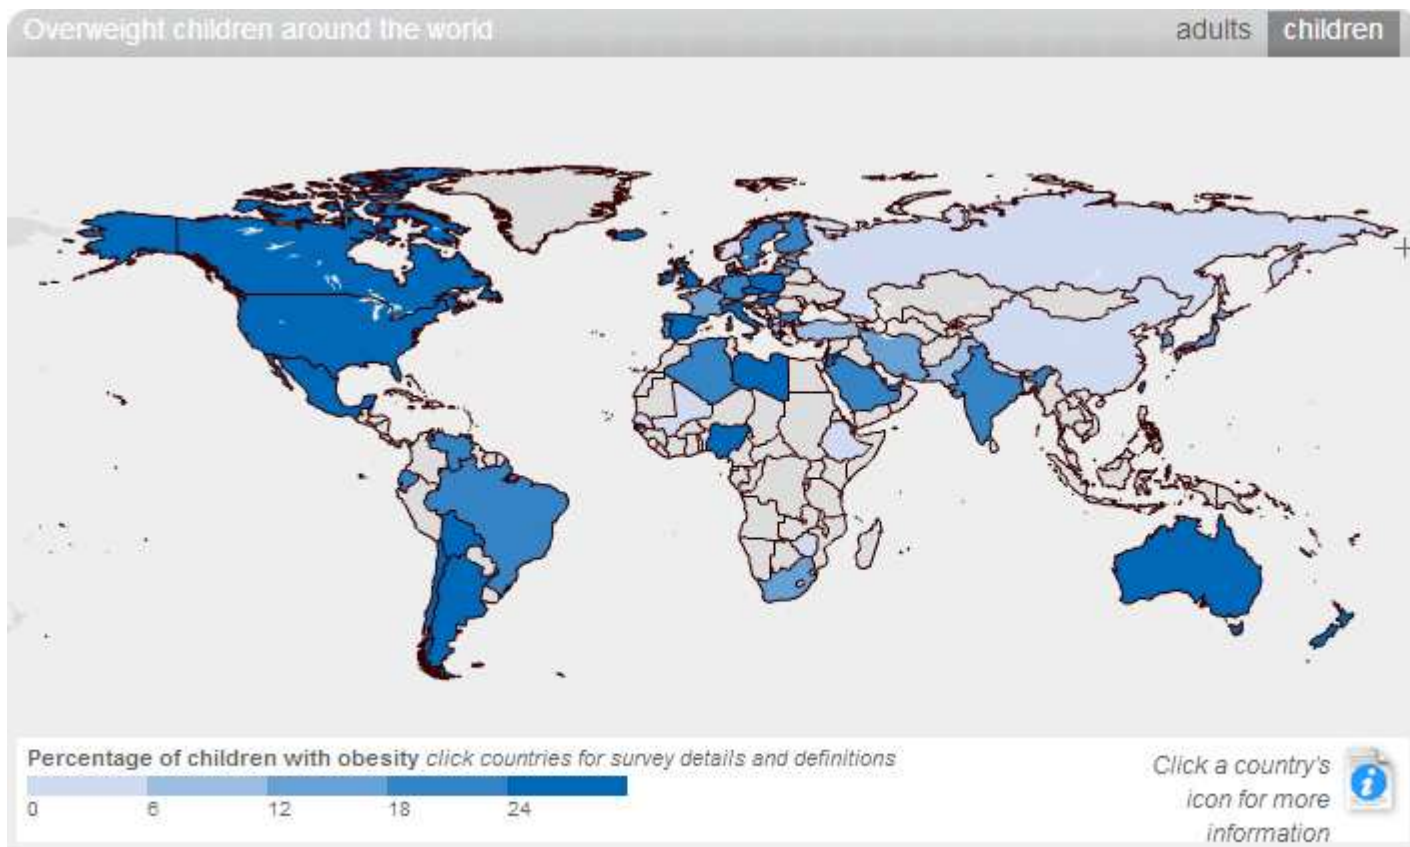 Overweight children around the world
adults children
Percentage of children with obesity click countries for survey details and definitions
0 6 12 18 24
Click a country's
icon for more
information